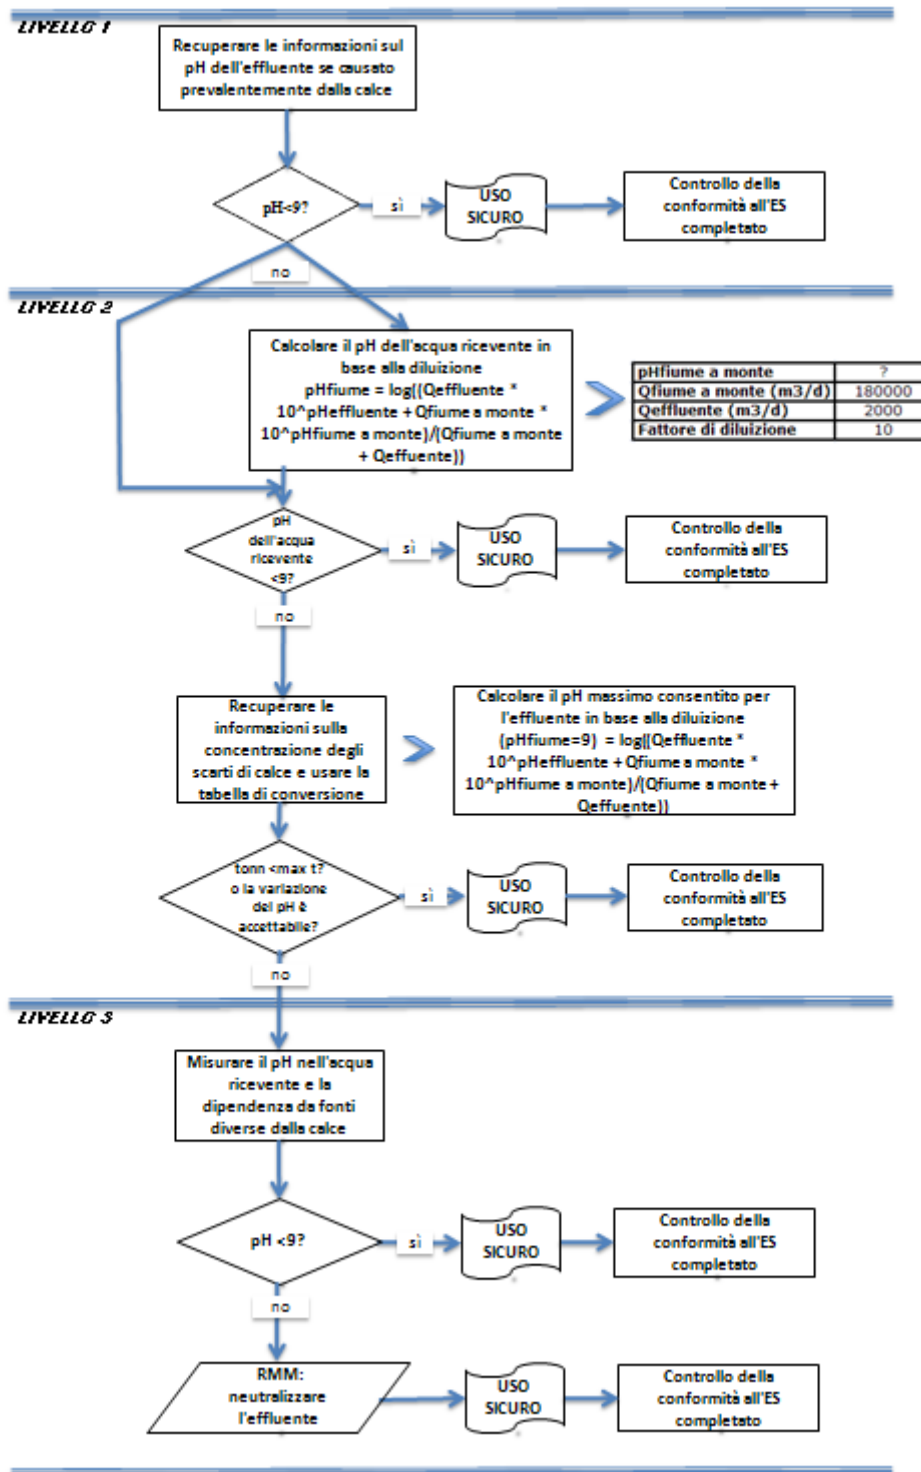 LIVELLO 1
Recuperare le informazioni sul
pH dell'effluente se causato
prevalentemente dalla calce
pH<9?
sì
USO
SICURO
Controllo della
conformità all'ES
completato
no
LIVELLO 2
Calcolare il pH dell'acqua ricevente in
base alla diluizione
pHfiume = log((Qeffluente *
10^pHeffluente + Qfiume a monte *
10^pHfiume a monte)/(Qfiume a monte
+ Qeffuente))
pHfiume a monte ?
Qfiume a monte (m3/d) 180000
Qeffluente (m3/d) 2000
Fattore di diluizione 10
pH
dell'acqua
ricevente
<9?
sì
USO
SICURO
Controllo della
conformità all'ES
completato
no
Recuperare le
informazioni sulla
concentrazione degli
scarti di calce e usare la
tabella di conversione
Calcolare il pH massimo consentito per
l'effluente in base alla diluizione
(pHfiume=9) = log((Qeffluente *
10^pHeffluente + Qfiume a monte *
10^pHfiume a monte)/(Qfiume a monte +
Qeffuente))
tonn <max t?
o la variazione
del pH è
accettabile?
sì
USO
SICURO
Controllo della
conformità all'ES
completato
no
LIVELLO 3
Misurare il pH nell'acqua
ricevente e la
dipendenza da fonti
diverse dalla calce
pH <9?
sì
USO
SICURO
Controllo della
conformità all'ES
completato
no
RMM:
neutralizzare
l'effluente
USO
SICURO
Controllo della
conformità all'ES
completato